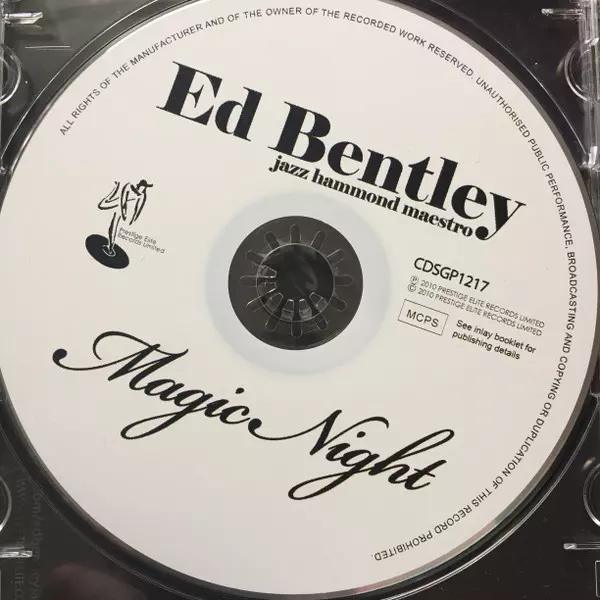 ALL RIGHTS OF THE MANUFACTURER AND OF THE OWNER OF THE RECORDED WORK RESERVED. UNAUTHORISED PUBLIC PERFORMANCE, BROADCASTING AND COPYING OR DUPLICATION OF THIS RECORD PROHIBITED.
Ed Bentley
jazz hammond maestro
Prestige Elite
Records Limited
CDSGP1217
℗ 2010 PRESTIGE ELITE RECORDS LIMITED
© 2010 PRESTIGE ELITE RECORDS LIMITED
MCPS
See inlay booklet for
publishing details
Magic Night